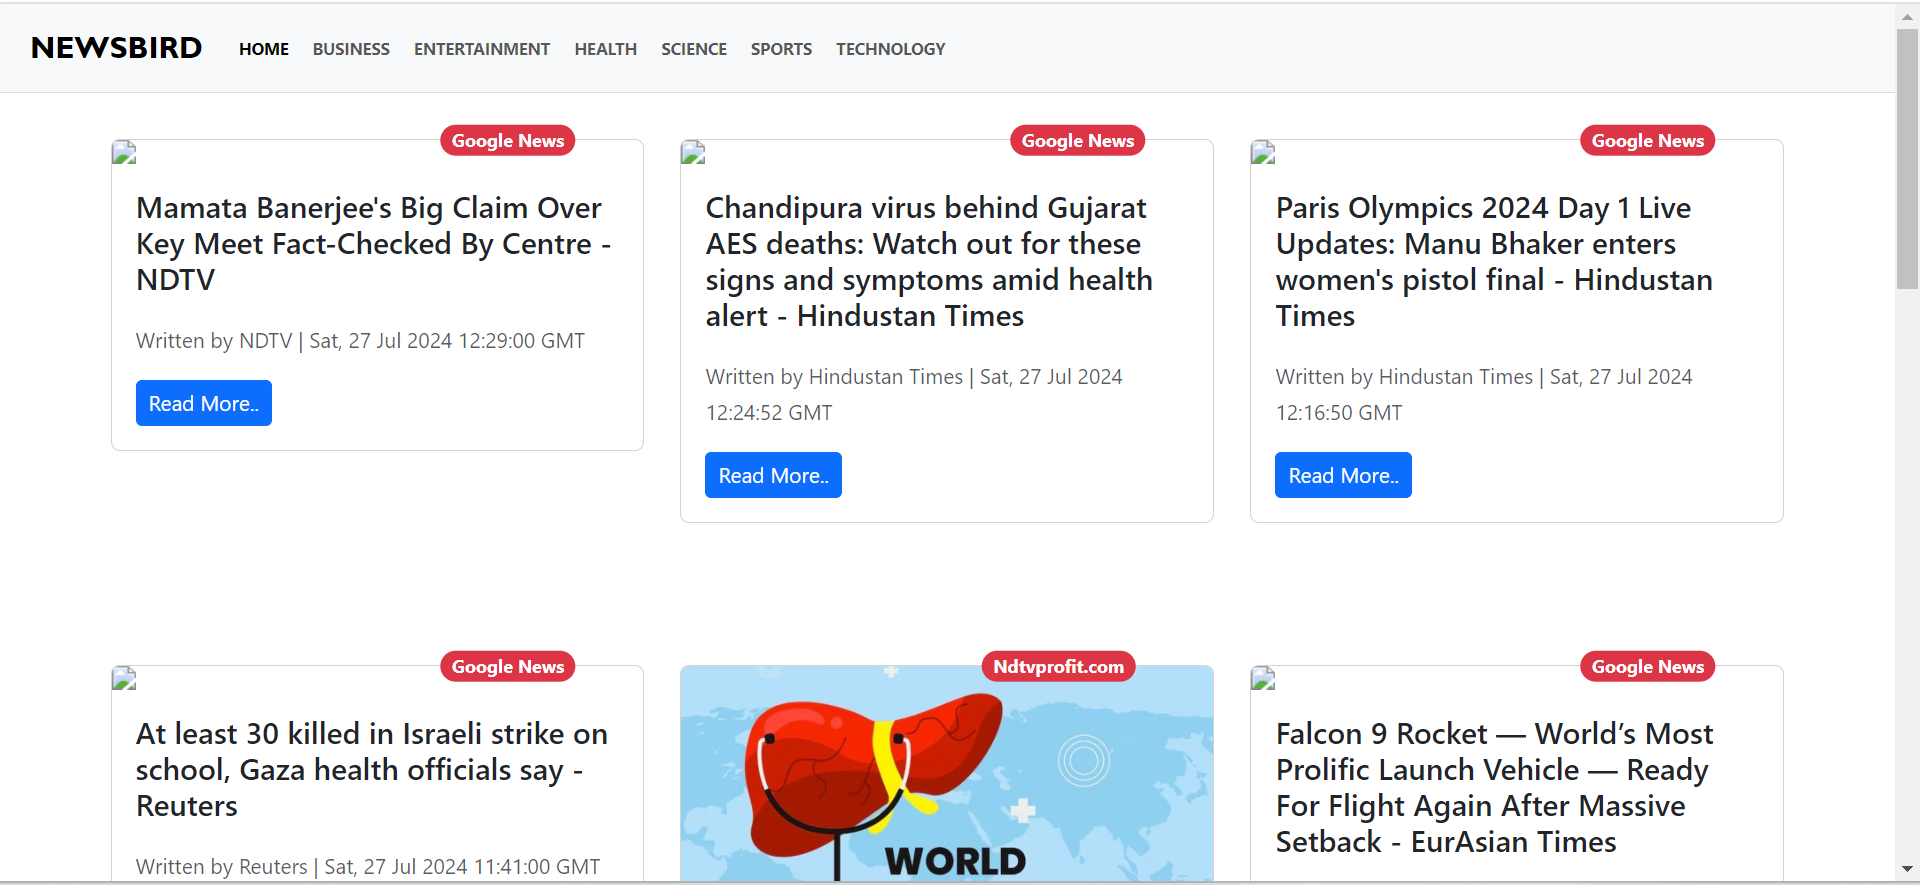 NEWSBIRD HOME BUSINESS ENTERTAINMENT HEALTH SCIENCE SPORTS TECHNOLOGY
Google News
Mamata Banerjee's Big Claim Over
Key Meet Fact-Checked By Centre -
NDTV
Written by NDTV | Sat, 27 Jul 2024 12:29:00 GMT
Read More..
Google News
Chandipura virus behind Gujarat
AES deaths: Watch out for these
signs and symptoms amid health
alert - Hindustan Times
Written by Hindustan Times | Sat, 27 Jul 2024
12:24:52 GMT
Read More..
Google News
Paris Olympics 2024 Day 1 Live
Updates: Manu Bhaker enters
women's pistol final - Hindustan
Times
Written by Hindustan Times | Sat, 27 Jul 2024
12:16:50 GMT
Read More..
Google News
At least 30 killed in Israeli strike on
school, Gaza health officials say -
Reuters
Written by Reuters | Sat, 27 Jul 2024 11:41:00 GMT
Ndtvprofit.com
WORLD
Google News
Falcon 9 Rocket — World’s Most
Prolific Launch Vehicle — Ready
For Flight Again After Massive
Setback - EurAsian Times